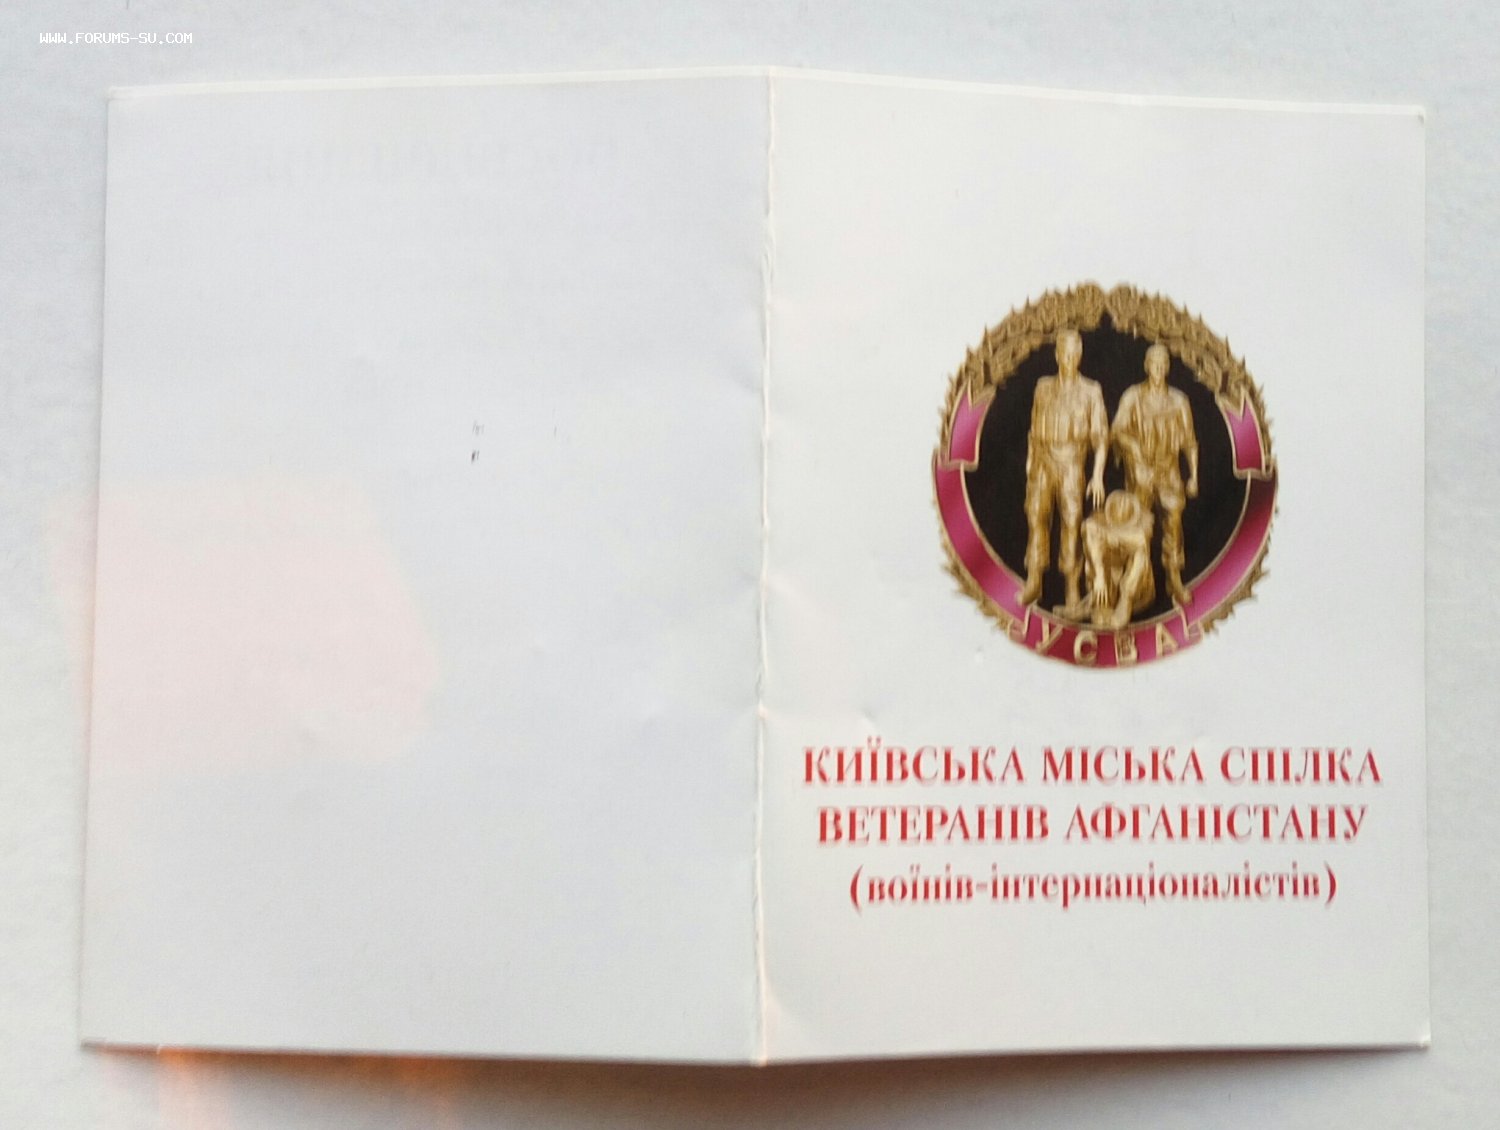 WWW.FORUMS-SU.COM
УСВА
КИЇВСЬКА МІСЬКА СПІЛКА
ВЕТЕРАНІВ АФГАНІСТАНУ
(воїнів-інтернаціоналістів)